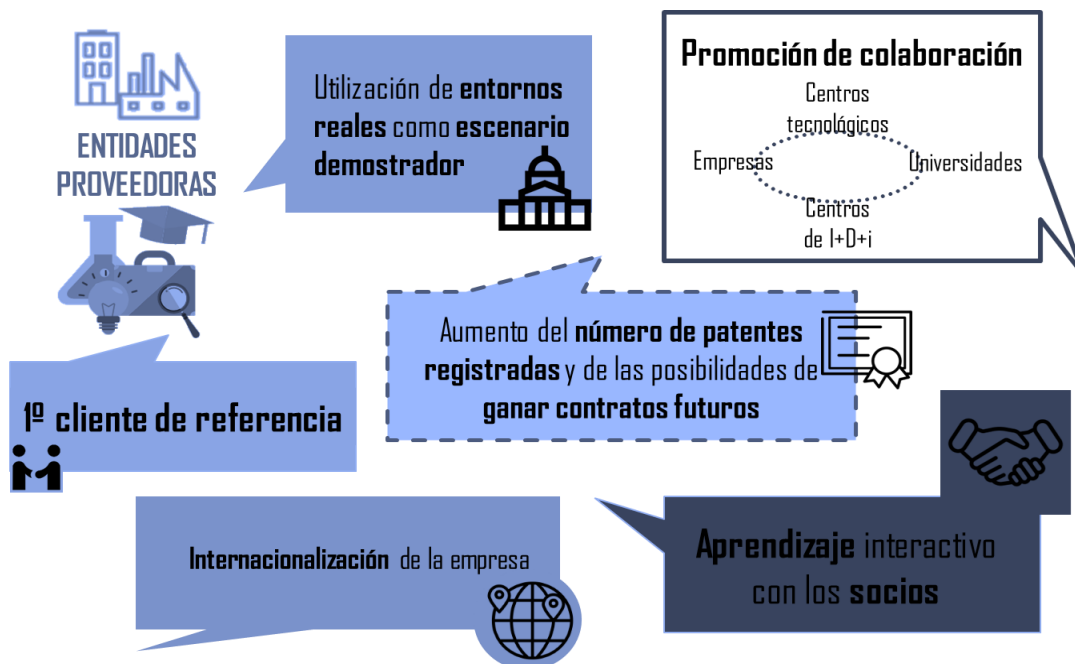 ENTIDADES
PROVEEDORAS
Utilización de entornos
reales como escenario
demostrador
Promoción de colaboración
Centros
tecnológicos
Empresas
Universidades
Centros
de I+D+i
Aumento del número de patentes
registradas y de las posibilidades de
ganar contratos futuros
1º cliente de referencia
Internacionalización de la empresa
Aprendizaje interactivo
con los socios